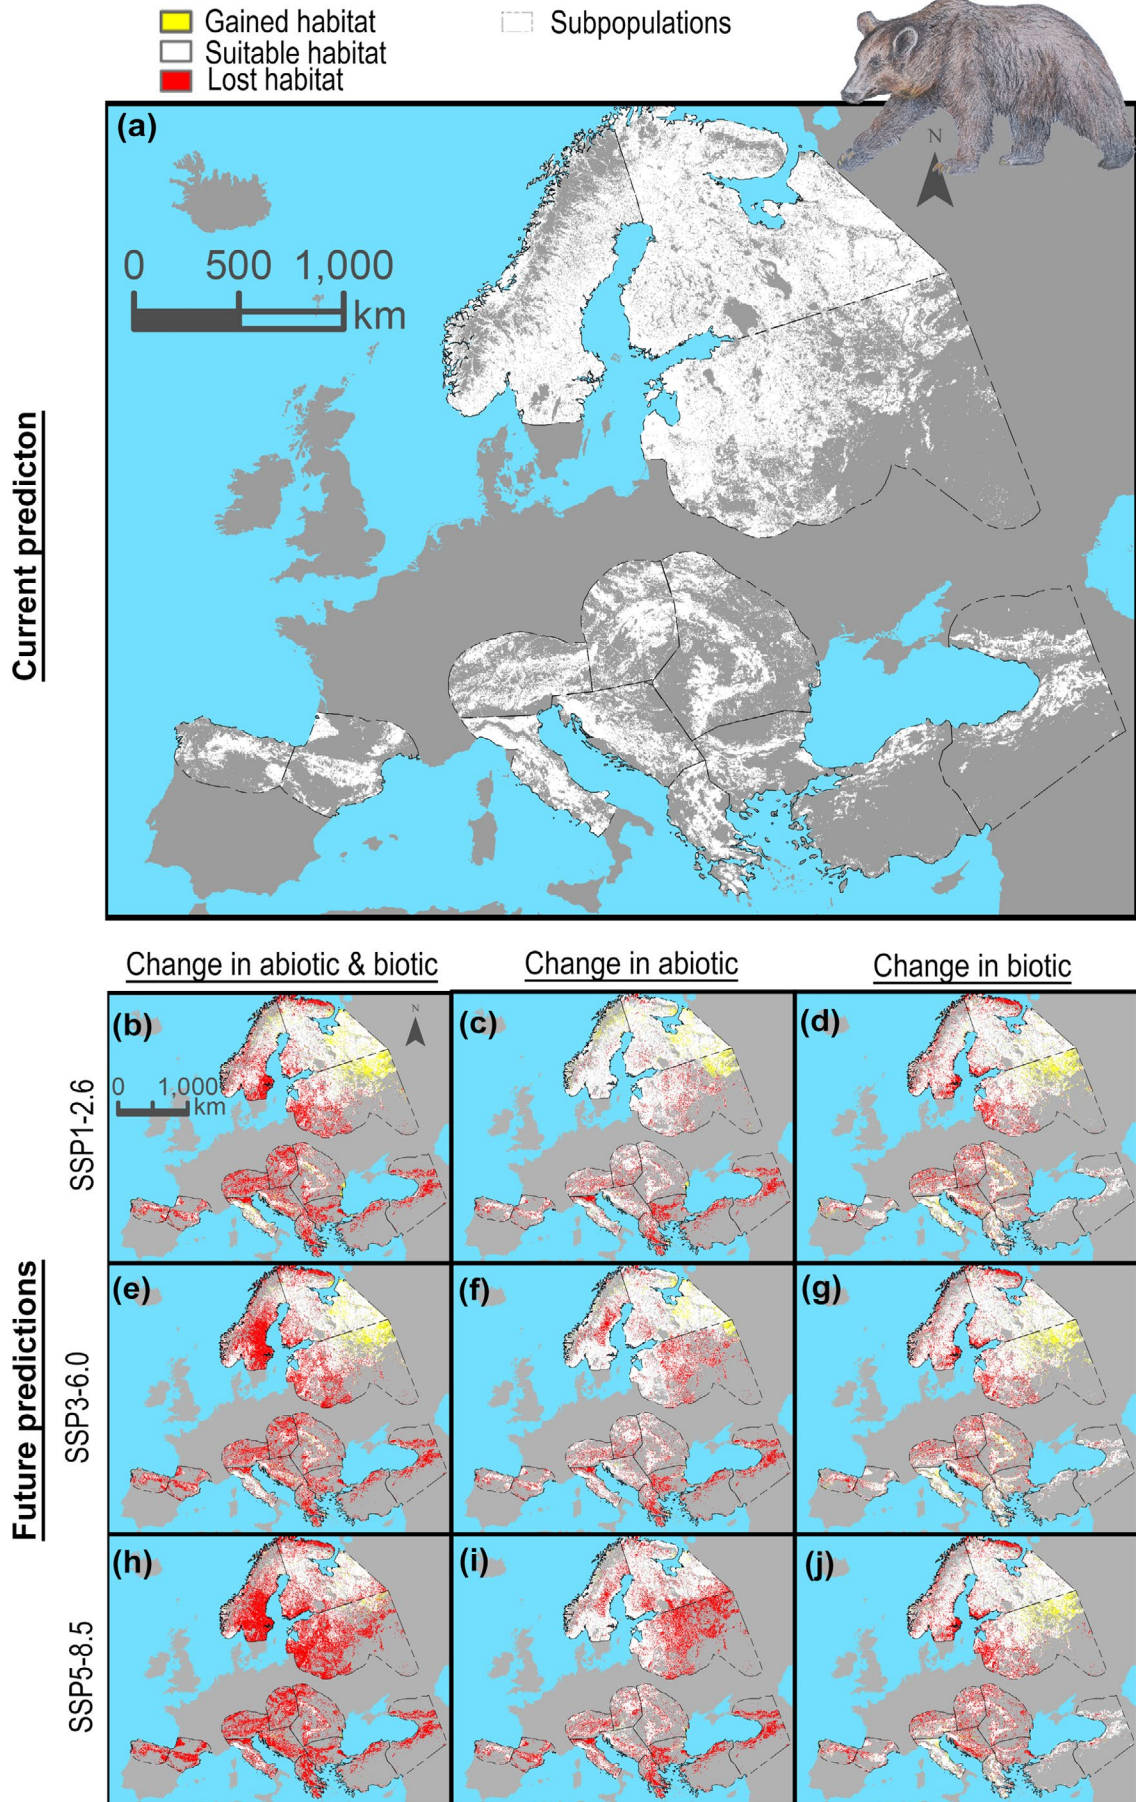 Gained habitat
Suitable habitat
Lost habitat
Subpopulations
(a)
N
0 500 1,000
km
Current predicton
Change in abiotic & biotic
Change in abiotic
Change in biotic
(b)
N
0 1,000
km
(c)
(d)
SSP1-2.6
(e)
(f)
(g)
SSP3-6.0
Future predictions
(h)
(i)
(j)
SSP5-8.5